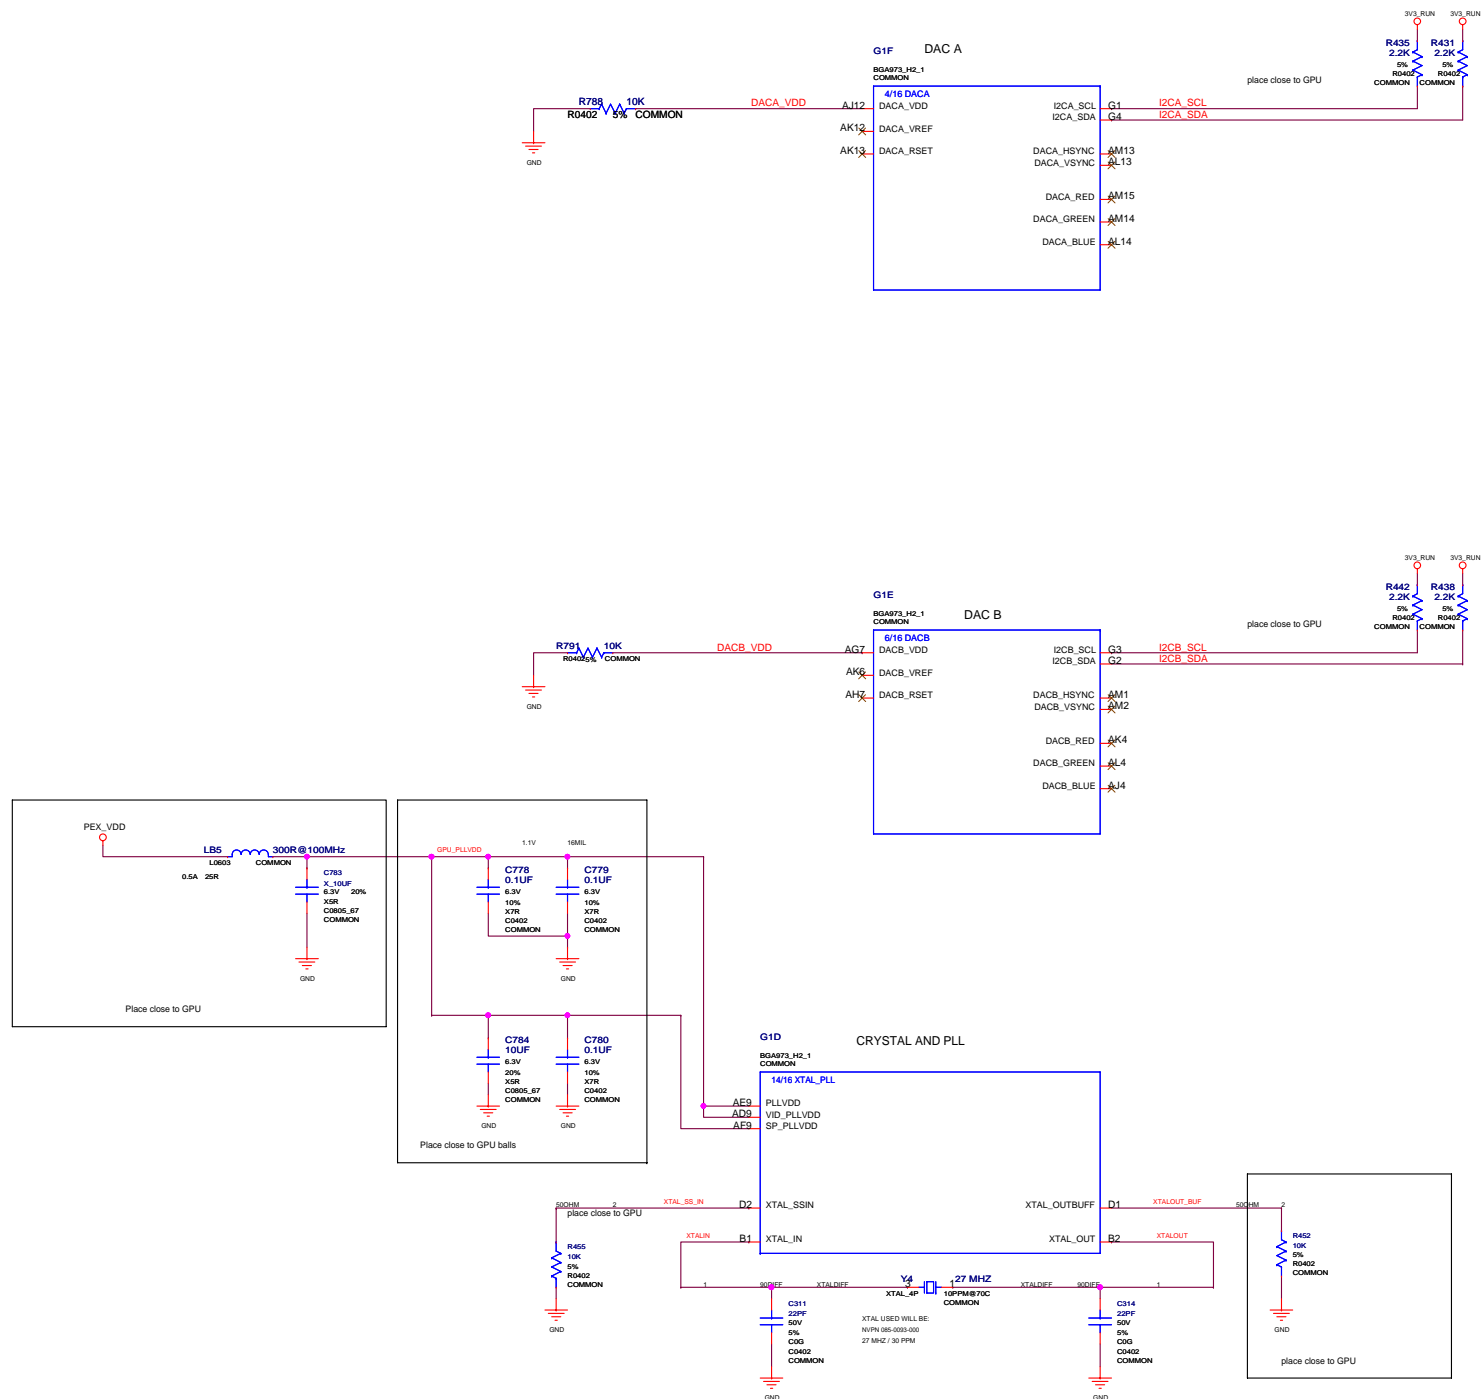 3V3_RUN 3V3_RUN
R435 R431
2.2K 2.2K
5% 5%
R0402 R0402
COMMON COMMON
place close to GPU
G1F DAC A
BGA973_H2_1
COMMON
4/16 DACA
R788 10K
R0402 5% COMMON
DACA_VDD AJ12 DACA_VDD
AK12 DACA_VREF
AK13 DACA_RSET
GND
I2CA_SCL G1 I2CA_SCL
I2CA_SDA G4 I2CA_SDA
DACA_HSYNC AM13
DACA_VSYNC AL13
DACA_RED AM15
DACA_GREEN AM14
DACA_BLUE AL14
3V3_RUN 3V3_RUN
R442 R438
2.2K 2.2K
5% 5%
R0402 R0402
COMMON COMMON
place close to GPU
G1E DAC B
BGA973_H2_1
COMMON
6/16 DACB
R791 10K
R0402 5% COMMON
DACB_VDD AG7 DACB_VDD
AK6 DACB_VREF
AH7 DACB_RSET
GND
I2CB_SCL G3 I2CB_SCL
I2CB_SDA G2 I2CB_SDA
DACB_HSYNC AM1
DACB_VSYNC AM2
DACB_RED AK4
DACB_GREEN AL4
DACB_BLUE AJ4
PEX_VDD
LB5 300R@100MHz
L0603 COMMON
0.5A 25R
C783
X_10UF
6.3V 20%
X5R
C0805_67
COMMON
GND
Place close to GPU
GPU_PLLVDD 1.1V 16MIL
C778
0.1UF
6.3V
10%
X7R
C0402
COMMON
C779
0.1UF
6.3V
10%
X7R
C0402
COMMON
GND
C784
10UF
6.3V
20%
X5R
C0805_67
COMMON
GND
C780
0.1UF
6.3V
10%
X7R
C0402
COMMON
GND
Place close to GPU balls
G1D CRYSTAL AND PLL
BGA973_H2_1
COMMON
14/16 XTAL_PLL
AE9 PLLVDD
AD9 VID_PLLVDD
AF9 SP_PLLVDD
50OHM 2 XTAL_SS_IN D2 XTAL_SSIN
place close to GPU
XTALIN B1 XTAL_IN
XTAL_OUTBUFF D1 XTALOUT_BUF 50OHM 2
XTAL_OUT B2 XTALOUT
R455
10K
5%
R0402
COMMON
GND
1 90DIFF XTALDIFF 3 Y4 1 27 MHZ XTALDIFF 90DIFF 1
XTAL_4P 10PPM@70C
COMMON
C311
22PF
50V
5%
C0G
C0402
COMMON
GND
XTAL USED WILL BE:
NVPN 085-0093-000
27 MHZ / 30 PPM
C314
22PF
50V
5%
C0G
C0402
COMMON
GND
R452
10K
5%
R0402
COMMON
GND
place close to GPU